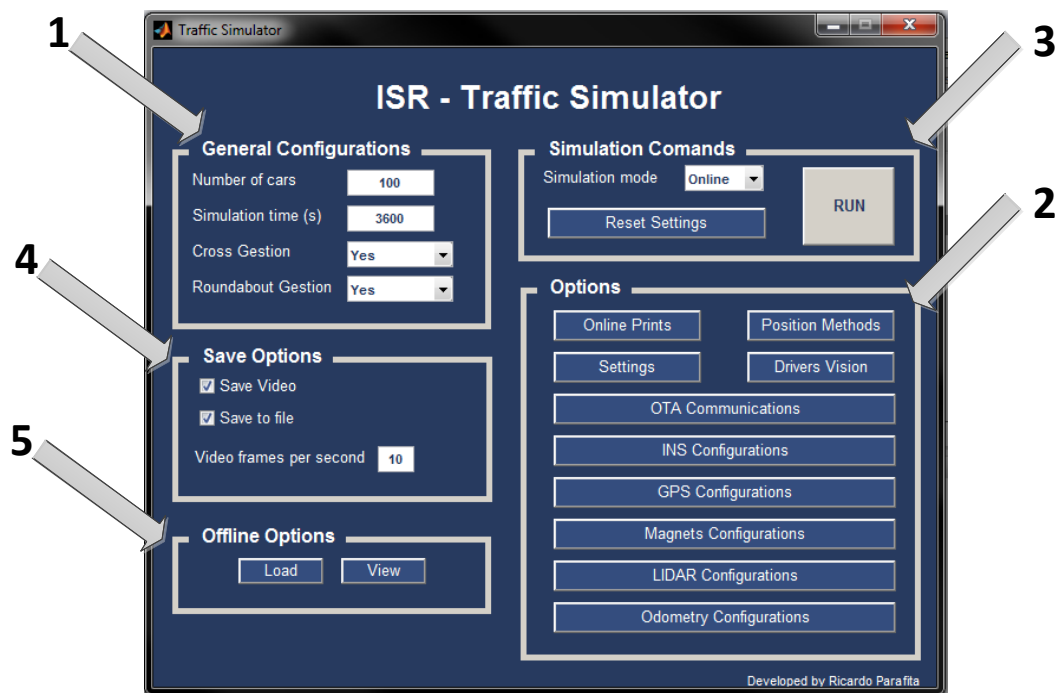 1
Traffic Simulator
3
ISR - Traffic Simulator
General Configurations
Number of cars 100
Simulation time (s) 3600
Cross Gestion Yes
Roundabout Gestion Yes
Simulation Comands
Simulation mode Online
Reset Settings
RUN
2
4
Save Options
Save Video
Save to file
Video frames per second 10
Options
Online Prints Position Methods
Settings Drivers Vision
OTA Communications
INS Configurations
GPS Configurations
Magnets Configurations
LIDAR Configurations
Odometry Configurations
5
Offline Options
Load View
Developed by Ricardo Parafita